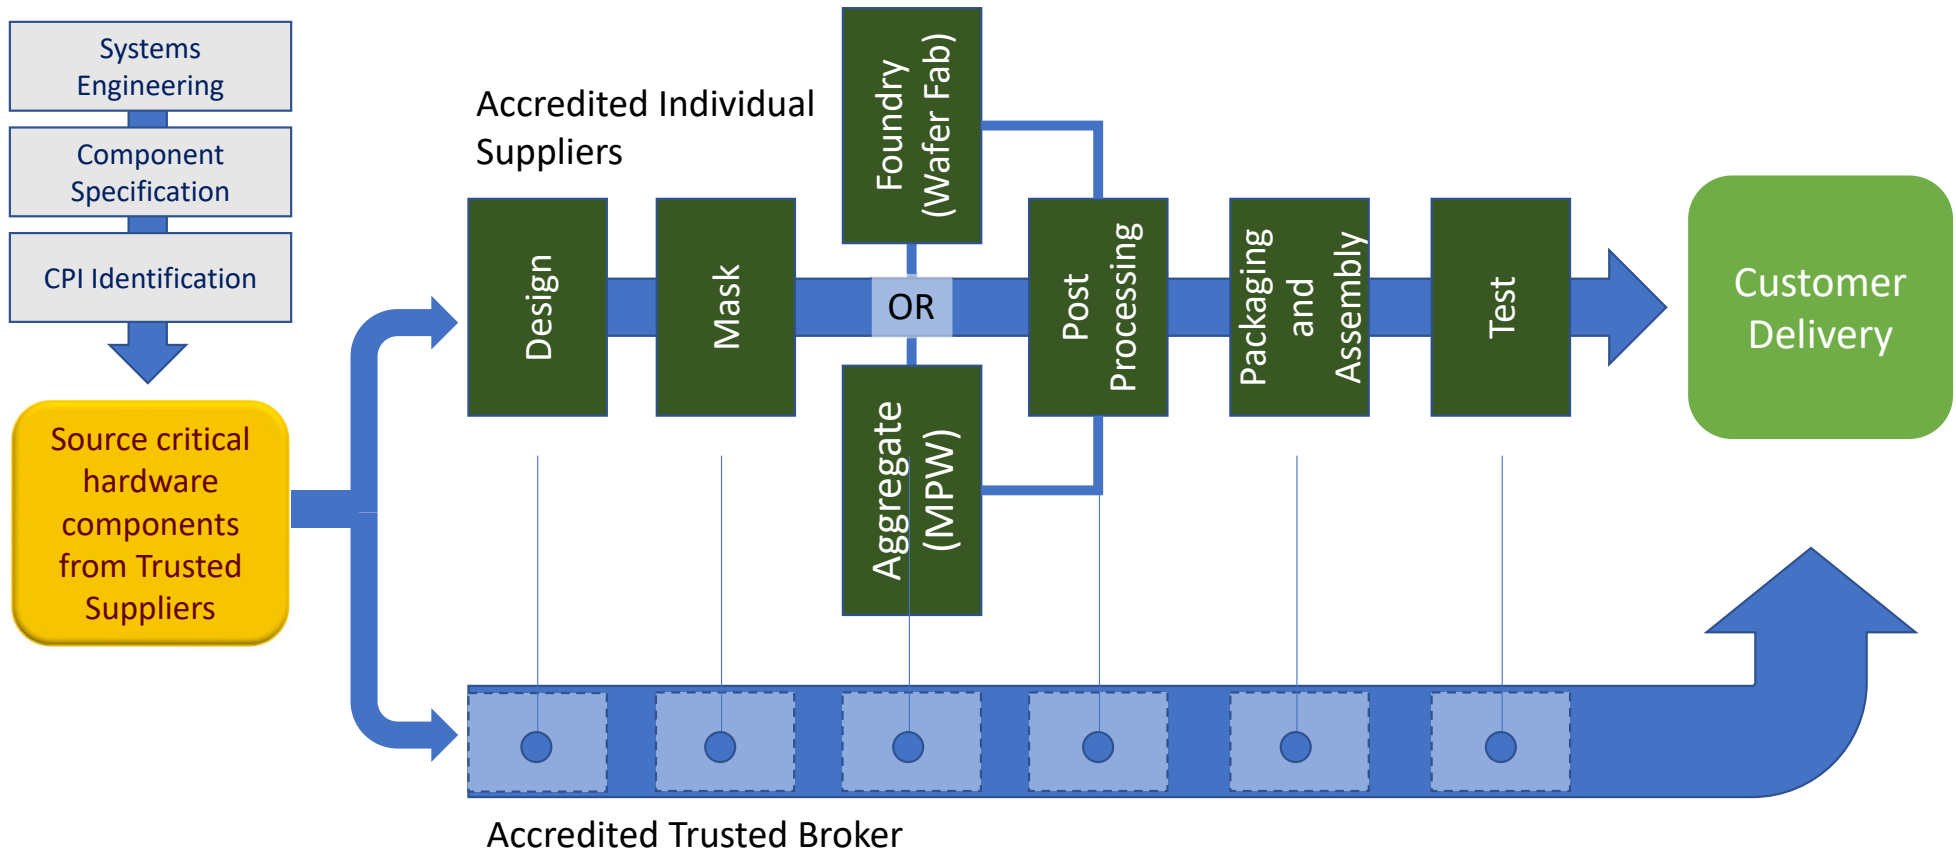 Systems
Engineering
Component
Specification
CPI Identification
Source critical
hardware
components
from Trusted
Suppliers
Accredited Individual
Suppliers
Design
Mask
Foundry
(Wafer Fab)
OR
Aggregate
(MPW)
Post
Processing
Packaging
and
Assembly
Test
Customer
Delivery
Accredited Trusted Broker